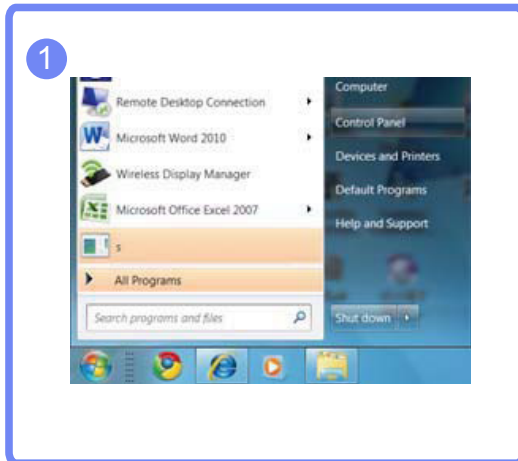 1
Remote Desktop Connection
Microsoft Word 2010
Wireless Display Manager
Microsoft Office Excel 2007
s
All Programs
Search programs and files
Computer
Control Panel
Devices and Printers
Default Programs
Help and Support
Shut down